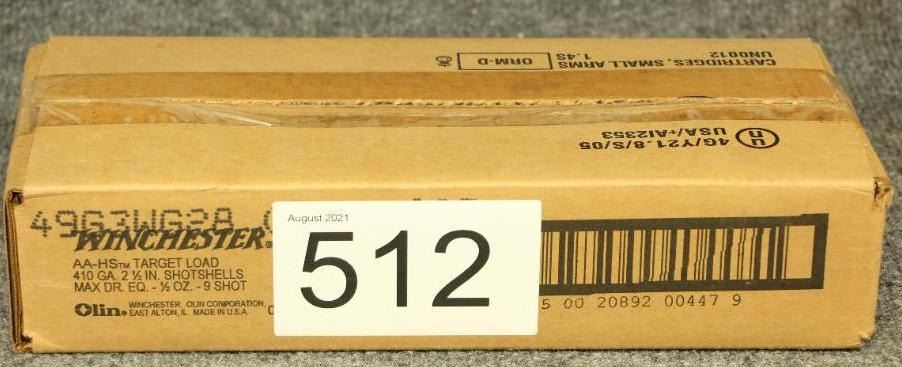 CARTRIDGES, SMALL ARMS
UN0012
1.4S
ORM-D
4G/Y21.8/S/05
USA/+AI2353
un
49G3WG28
WINCHESTER®
AA-HS™ TARGET LOAD
410 GA. 2 ½ IN. SHOTSHELLS
MAX DR. EQ. - ½ OZ. - 9 SHOT
Olin® WINCHESTER, OLIN CORPORATION,
EAST ALTON, IL MADE IN U.S.A.
August 2021
512
5 00 20892 00447 9